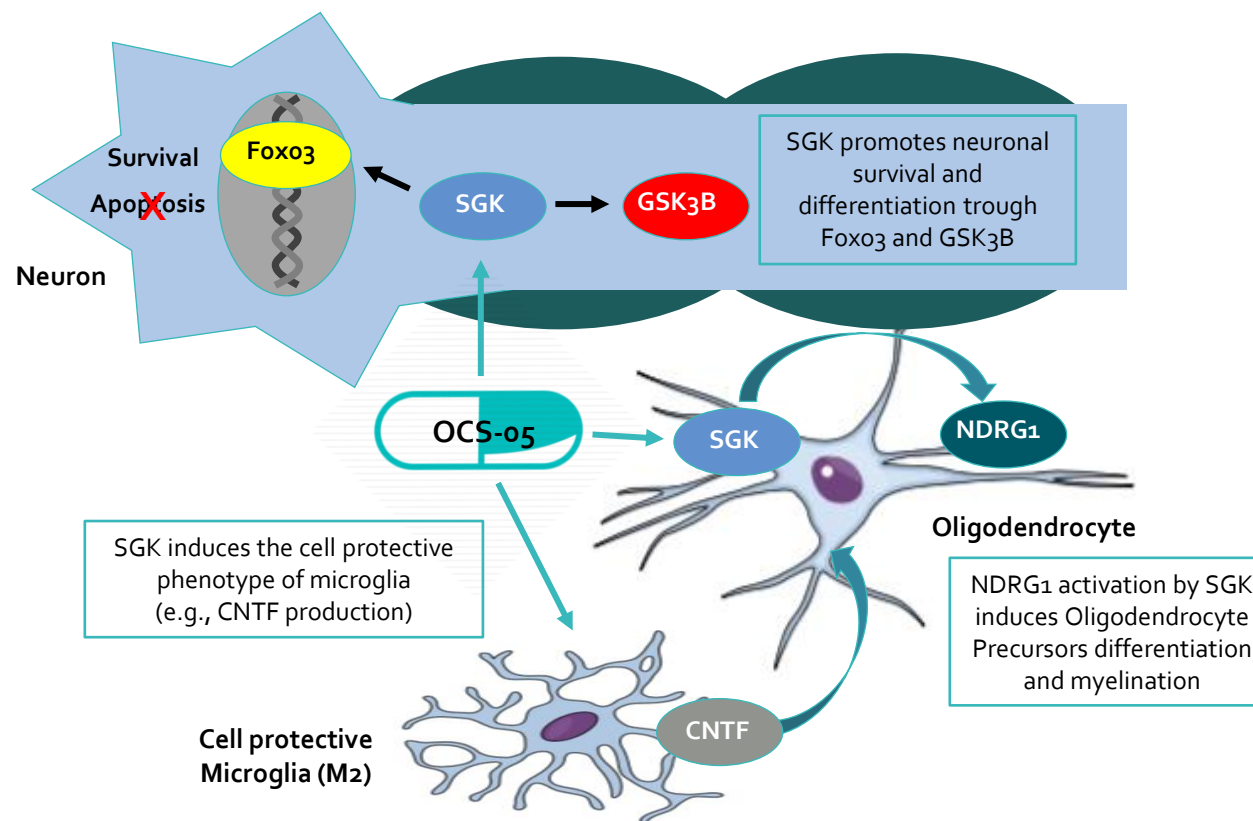 Survival
Apoptosis
Foxo3
Neuron
SGK
GSK3B
SGK promotes neuronal
survival and
differentiation trough
Foxo3 and GSK3B
OCS-05
SGK
NDRG1
Oligodendrocyte
SGK induces the cell protective
phenotype of microglia
(e.g., CNTF production)
NDRG1 activation by SGK
induces Oligodendrocyte
Precursors differentiation
and myelination
CNTF
Cell protective
Microglia (M2)